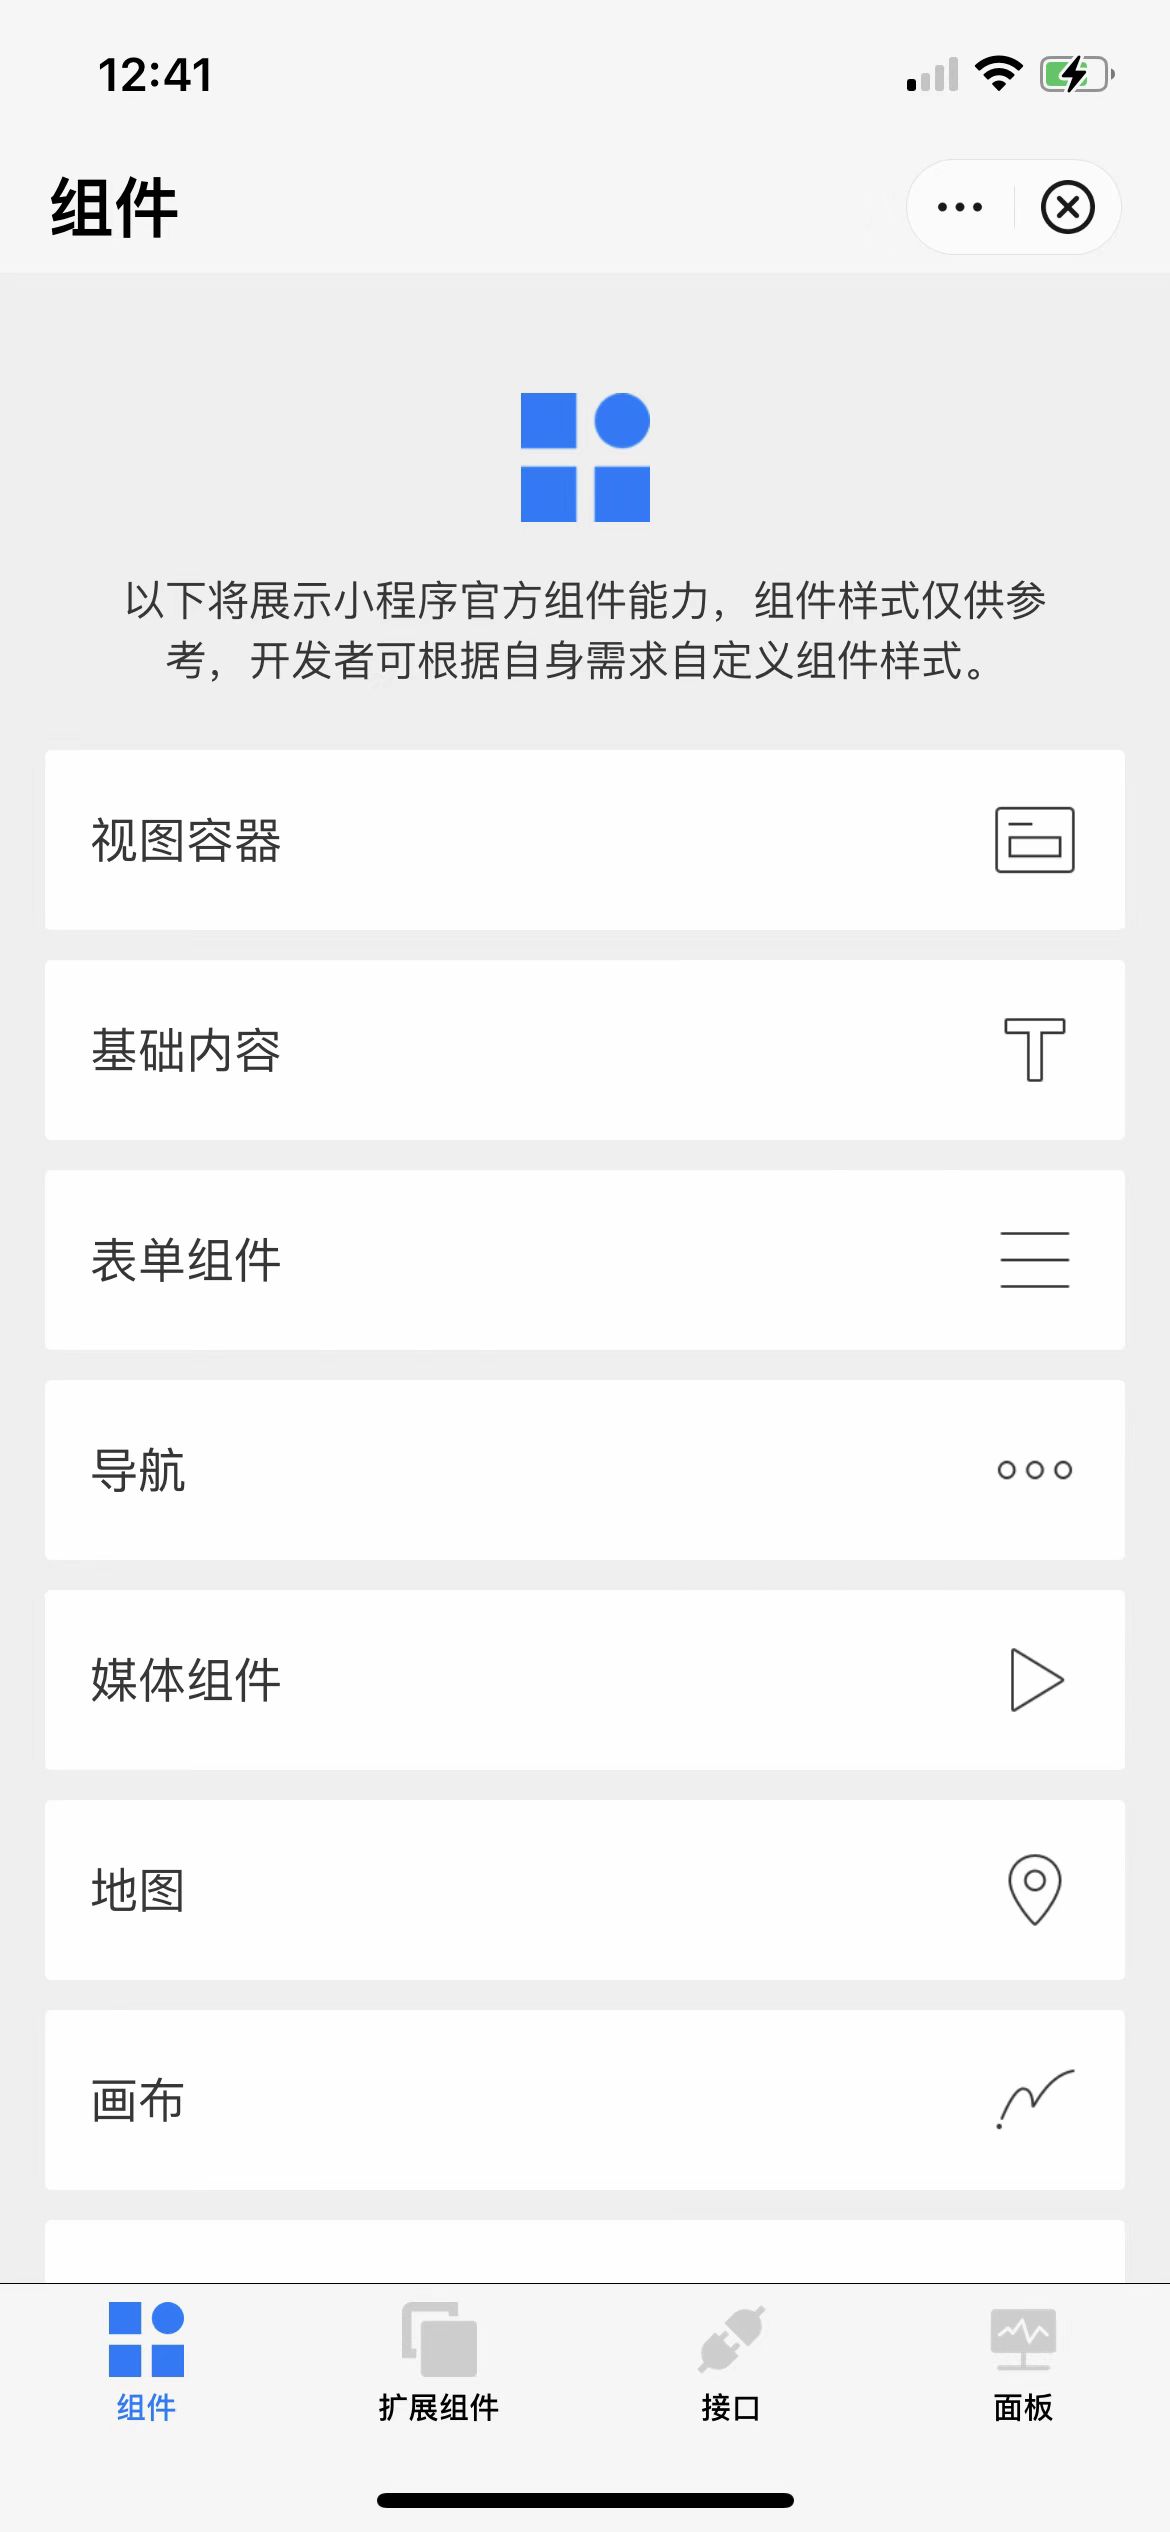 12:41
组件
以下将展示小程序官方组件能力，组件样式仅供参
考，开发者可根据自身需求自定义组件样式。
视图容器
基础内容
表单组件
导航
媒体组件
地图
画布
组件
扩展组件
接口
面板